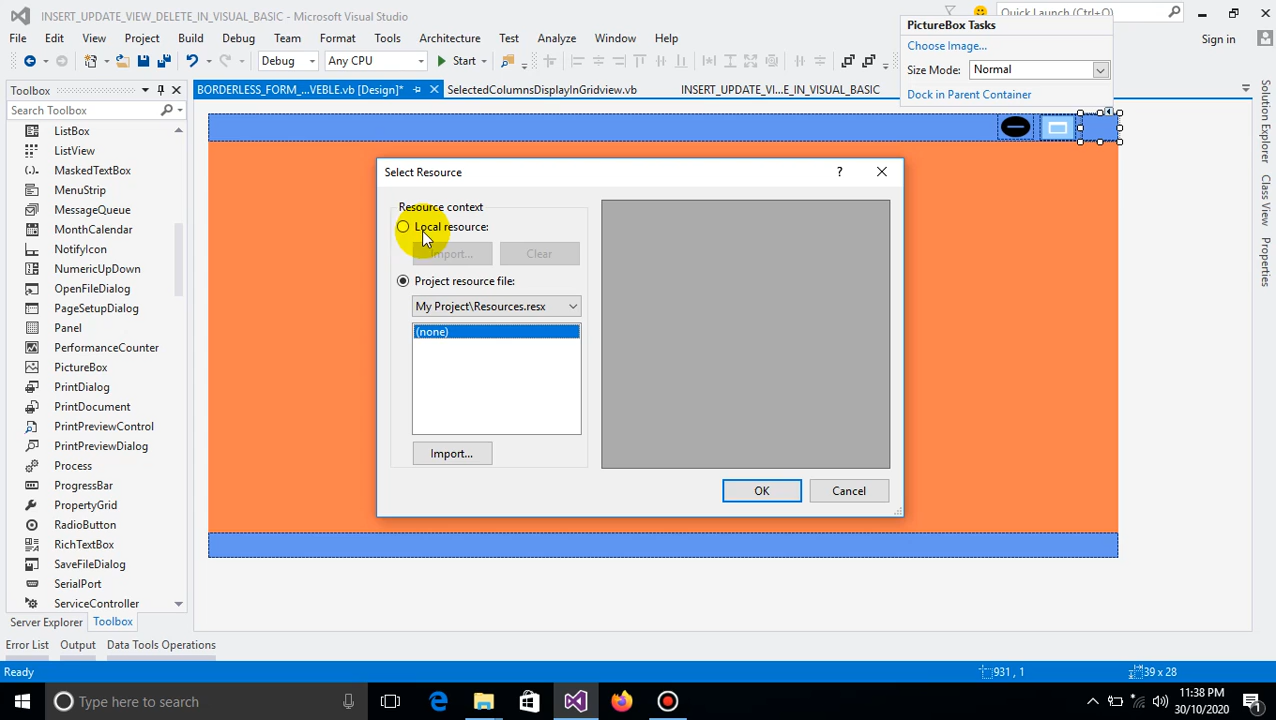 INSERT_UPDATE_VIEW_DELETE_IN_VISUAL_BASIC - Microsoft Visual Studio
Quick Launch (Ctrl+Q)
File Edit View Project Build Debug Team Format Tools Architecture Test Analyze Window Help
Sign in
Debug Any CPU Start
PictureBox Tasks
Choose Image...
Size Mode: Normal
Dock in Parent Container
Toolbox
Search Toolbox
BORDERLESS_FORM_...VEBLE.vb [Design]* SelectedColumnsDisplayInGridview.vb INSERT_UPDATE_VI...E_IN_VISUAL_BASIC
ListBox
ListView
MaskedTextBox
MenuStrip
MessageQueue
MonthCalendar
NotifyIcon
NumericUpDown
OpenFileDialog
PageSetupDialog
Panel
PerformanceCounter
PictureBox
PrintDialog
PrintDocument
PrintPreviewControl
PrintPreviewDialog
Process
ProgressBar
PropertyGrid
RadioButton
RichTextBox
SaveFileDialog
SerialPort
ServiceController
Server Explorer Toolbox
Select Resource
?
Resource context
Local resource:
Import... Clear
Project resource file:
My Project\Resources.resx
(none)
Import...
OK Cancel
Solution Explorer
Class View
Properties
Error List Output Data Tools Operations
Ready 931 , 1 39 x 28
Type here to search
11:38 PM
30/10/2020
1